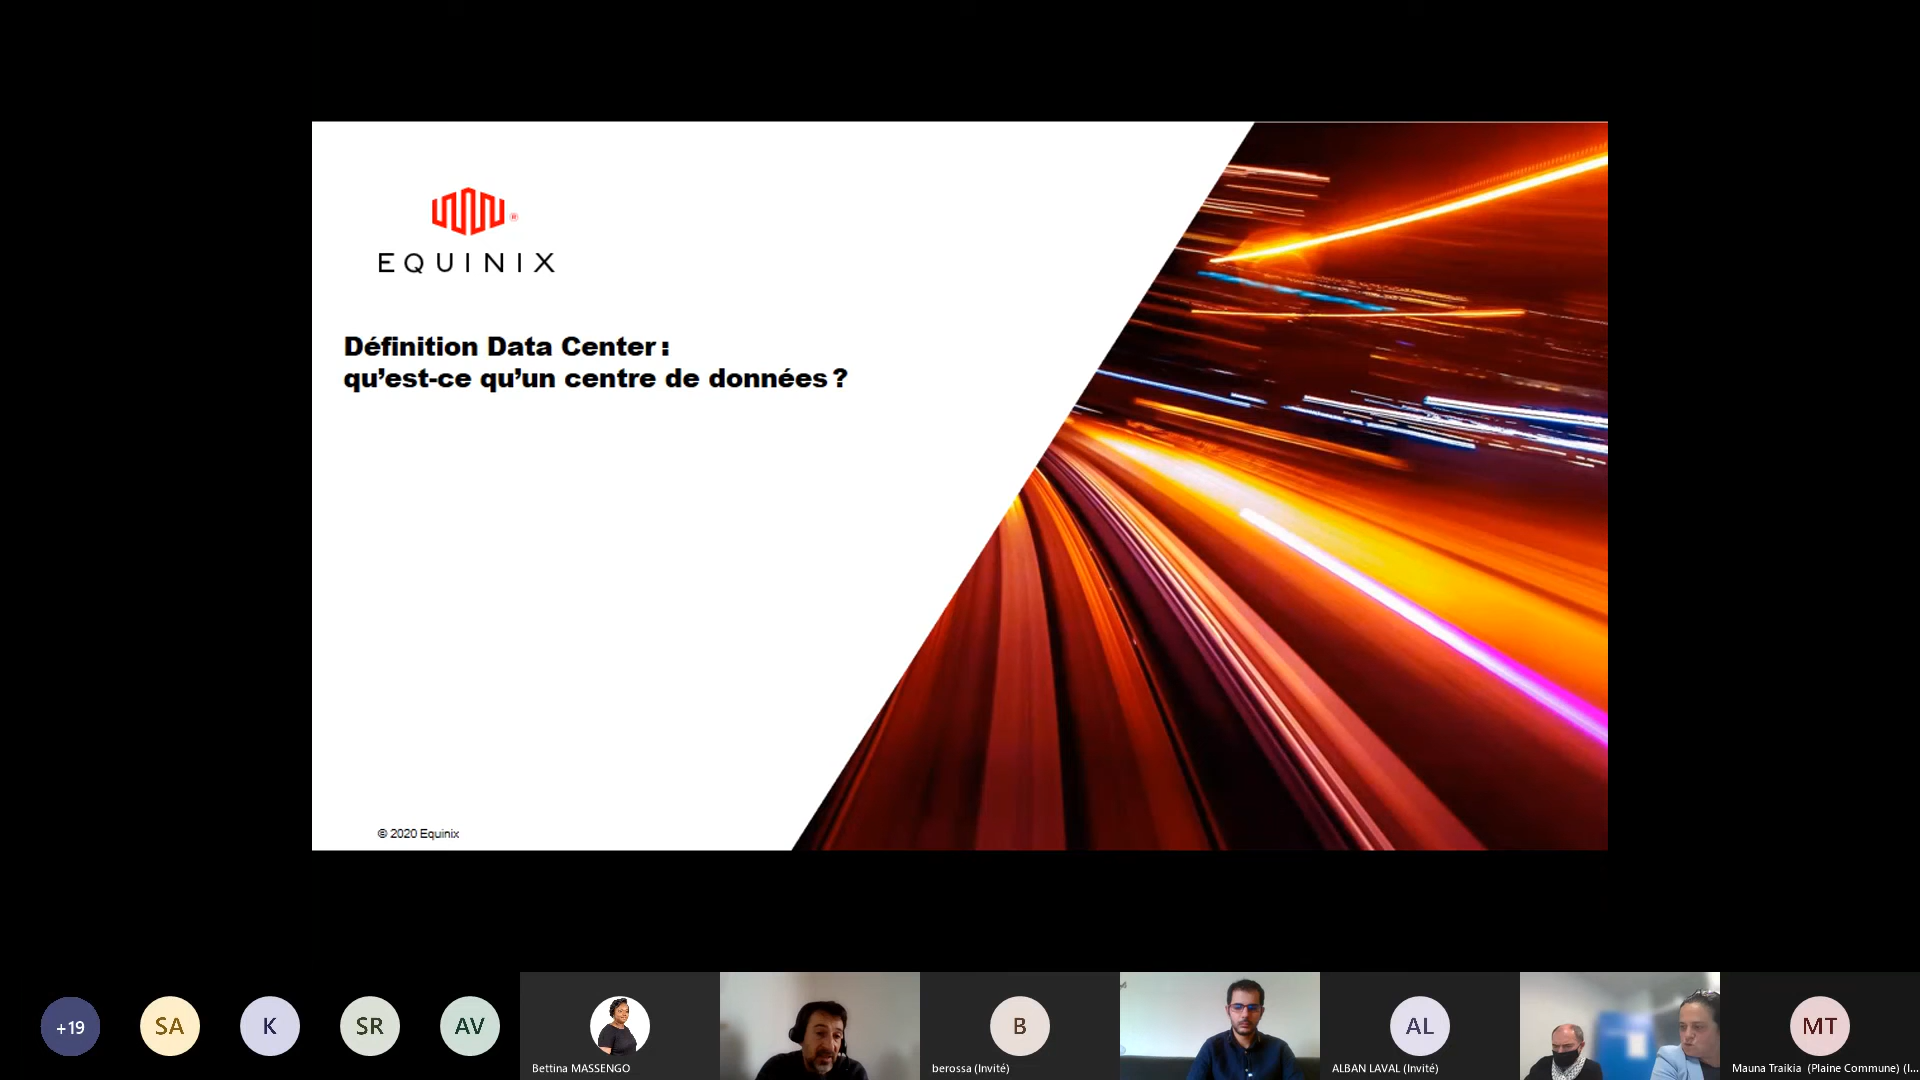 ®
EQUINIX
Définition Data Center :
qu’est-ce qu’un centre de données ?
© 2020 Equinix
+19
SA
K
SR
AV
Bettina MASSENGO
B
berossa (Invité)
AL
ALBAN LAVAL (Invité)
MT
Mauna Traikia (Plaine Commune) (I...